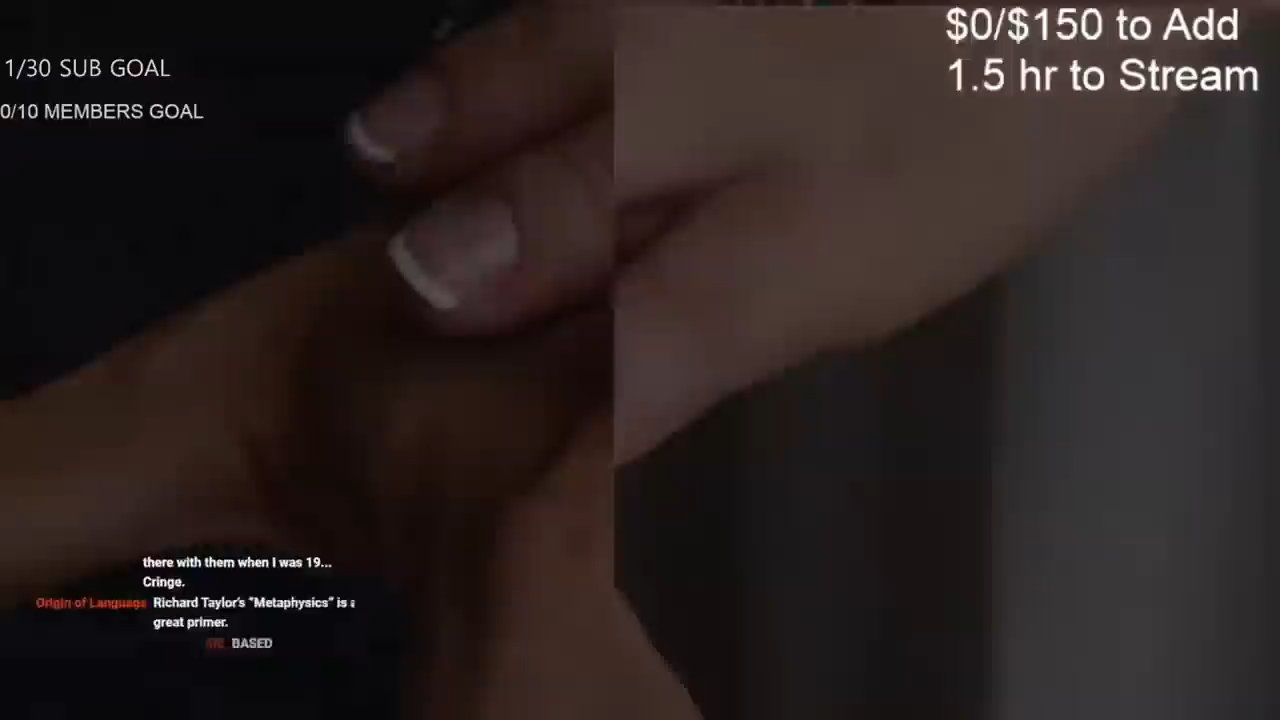 $0/$150 to Add
1.5 hr to Stream
1/30 SUB GOAL
0/10 MEMBERS GOAL
there with them when I was 19...
Cringe.
Origin of Language Richard Taylor's "Metaphysics" is a
great primer.
BASED